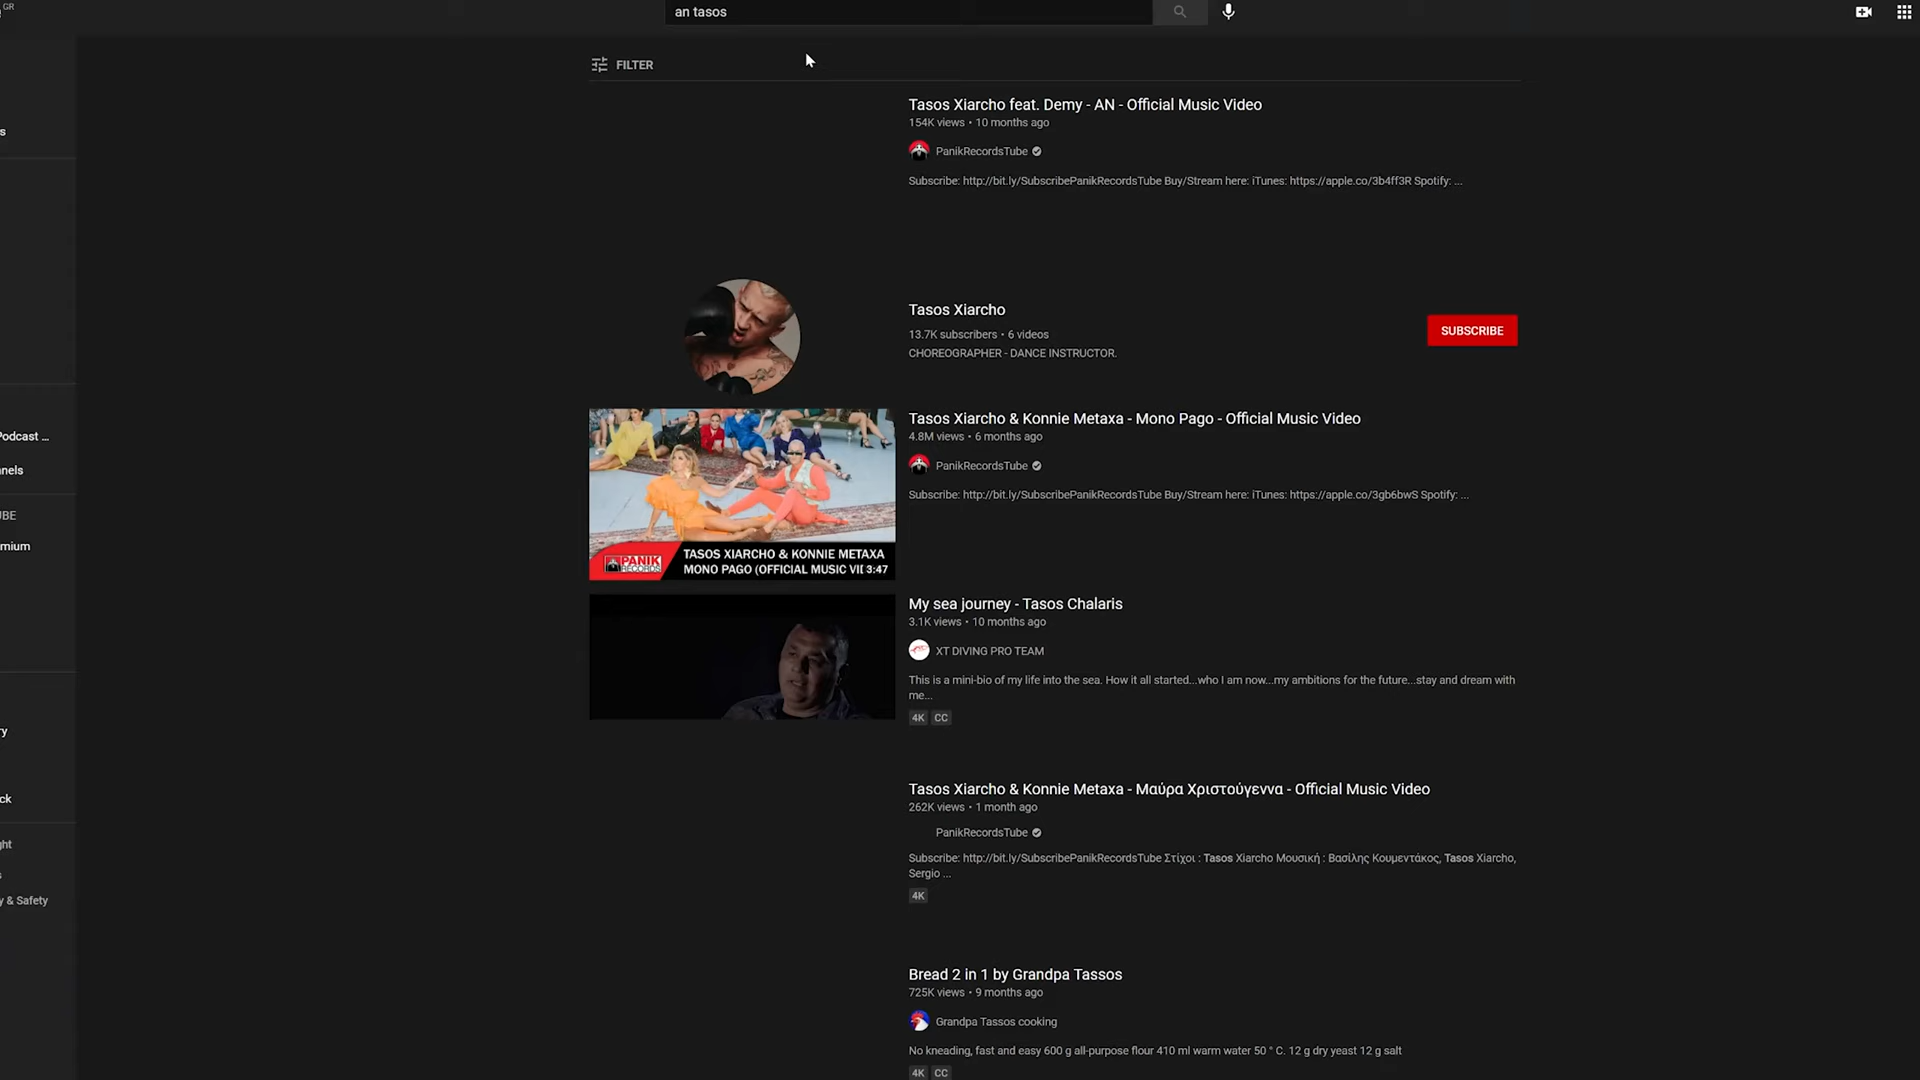 GR
an tasos
FILTER
Tasos Xiarcho feat. Demy - AN - Official Music Video
154K views • 10 months ago
PanikRecordsTube
Subscribe: http://bit.ly/SubscribePanikRecordsTube Buy/Stream here: iTunes: https://apple.co/3b4ff3R Spotify: ...
s
Tasos Xiarcho
13.7K subscribers • 6 videos
CHOREOGRAPHER - DANCE INSTRUCTOR.
SUBSCRIBE
Tasos Xiarcho & Konnie Metaxa - Mono Pago - Official Music Video
4.8M views • 6 months ago
PanikRecordsTube
Subscribe: http://bit.ly/SubscribePanikRecordsTube Buy/Stream here: iTunes: https://apple.co/3gb6bwS Spotify: ...
PANIK
RECORDS
TASOS XIARCHO & KONNIE METAXA
MONO PAGO (OFFICIAL MUSIC VII 3:47
Podcast ...
nnels
UBE
mium
My sea journey - Tasos Chalaris
3.1K views • 10 months ago
XT DIVING PRO TEAM
This is a mini-bio of my life into the sea. How it all started...who I am now...my ambitions for the future...stay and dream with
me...
4K CC
ry
ck
ght
s
y & Safety
Tasos Xiarcho & Konnie Metaxa - Μαύρα Χριστούγεννα - Official Music Video
262K views • 1 month ago
PanikRecordsTube
Subscribe: http://bit.ly/SubscribePanikRecordsTube Στίχοι : Tasos Xiarcho Μουσική : Βασίλης Κουμεντάκος, Tasos Xiarcho,
Sergio ...
4K
Bread 2 in 1 by Grandpa Tassos
725K views • 9 months ago
Grandpa Tassos cooking
No kneading, fast and easy 600 g all-purpose flour 410 ml warm water 50 ° C. 12 g dry yeast 12 g salt
4K CC